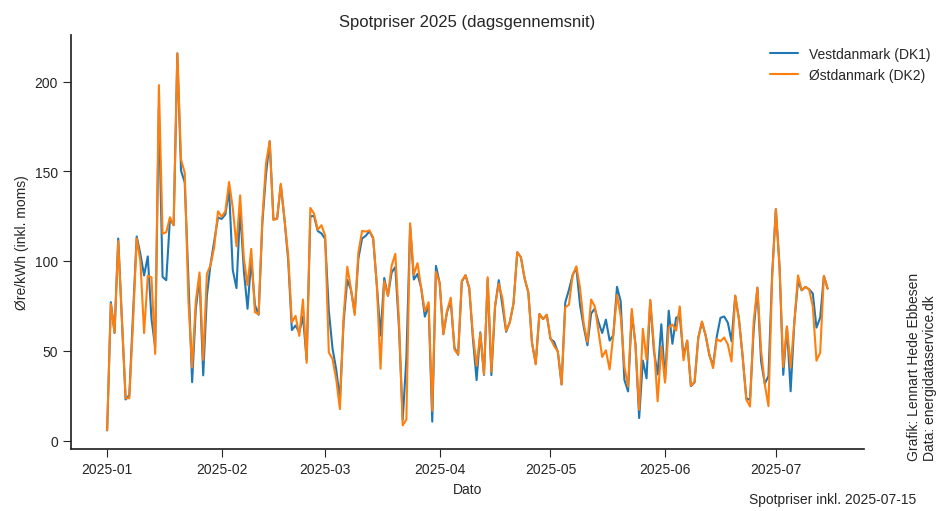 Spotpriser 2025 (dagsgennemsnit)
Vestdanmark (DK1)
Østdanmark (DK2)
Øre/kWh (inkl. moms)
200
150
100
50
0
2025-01
2025-02
2025-03
2025-04
2025-05
2025-06
2025-07
Dato
Grafik: Lennart Hede Ebbesen
Data: energidataservice.dk
Spotpriser inkl. 2025-07-15